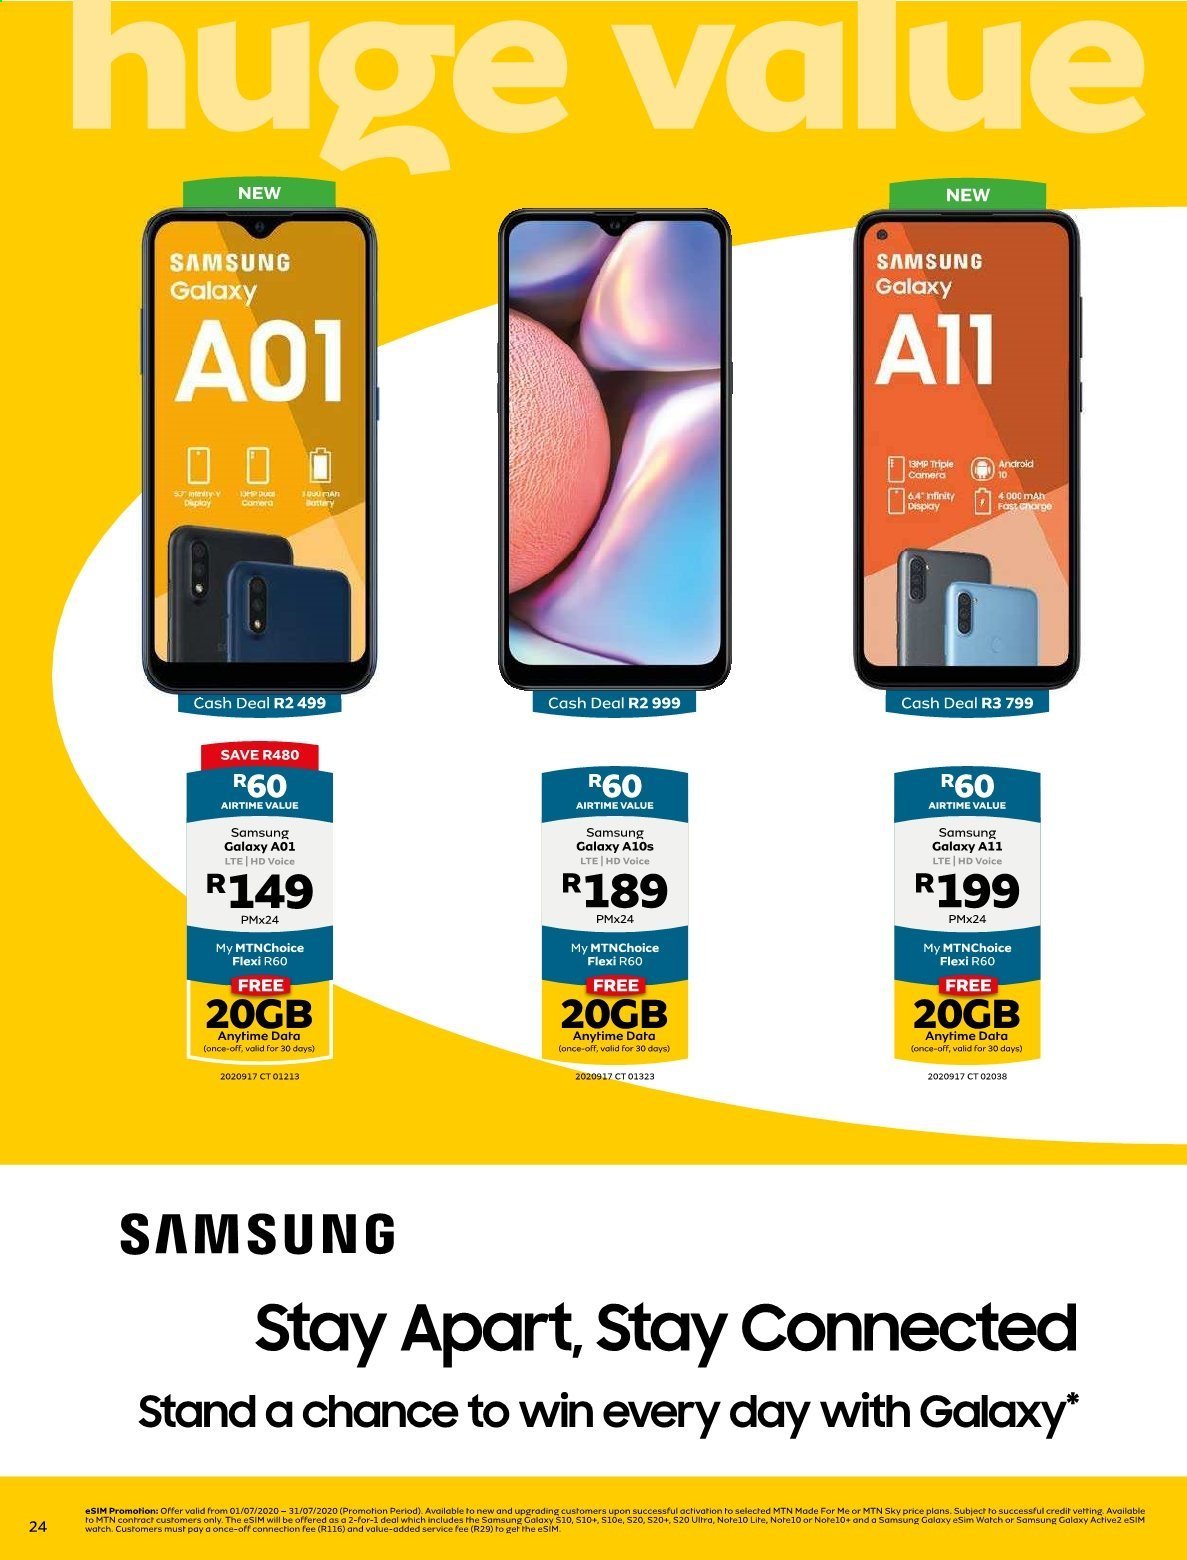 huge value
NEW
SAMSUNG
Galaxy
A01
5.7" Infinity-V
Display
13MP Dual
Camera
mAh
Battery
Cash Deal R2 499
SAVE R480
R60
AIRTIME VALUE
Samsung
Galaxy A01
LTE | HD Voice
R149
PMx24
My MTNChoice
Flexi R60
FREE
20GB
Anytime Data
(once-off, valid for 30 days)
2020917 CT 01213
Cash Deal R2 999
R60
AIRTIME VALUE
Samsung
Galaxy A10s
LTE | HD Voice
R189
PMx24
My MTNChoice
Flexi R60
FREE
20GB
Anytime Data
(once-off, valid for 30 days)
2020917 CT 01323
NEW
SAMSUNG
Galaxy
A11
13MP Triple
Camera
Android
10
6.4" Infinity
Display
4 000 mAh
Fast Charge
Cash Deal R3 799
R60
AIRTIME VALUE
Samsung
Galaxy A11
LTE | HD Voice
R199
PMx24
My MTNChoice
Flexi R60
FREE
20GB
Anytime Data
(once-off, valid for 30 days)
2020917 CT 02038
SAMSUNG
Stay Apart, Stay Connected
Stand a chance to win every day with Galaxy*
eSIM Promotion: Offer valid from 01/07/2020 – 31/07/2020 (Promotion Period). Available to new and upgrading customers upon successful activation to selected MTN Made For Me or MTN Sky price plans. Subject to successful credit vetting. Available
to MTN contract customers only. The eSIM will be offered as a 2-for-1 deal which includes the Samsung Galaxy S10, S10+, S10e, S20, S20+, S20 Ultra, Note10 Lite, Note10 or Note10+ and a Samsung Galaxy eSim Watch or Samsung Galaxy Active2 eSIM
watch. Customers must pay a once-off connection fee (R116) and value-added service fee (R29) to get the eSIM.
24